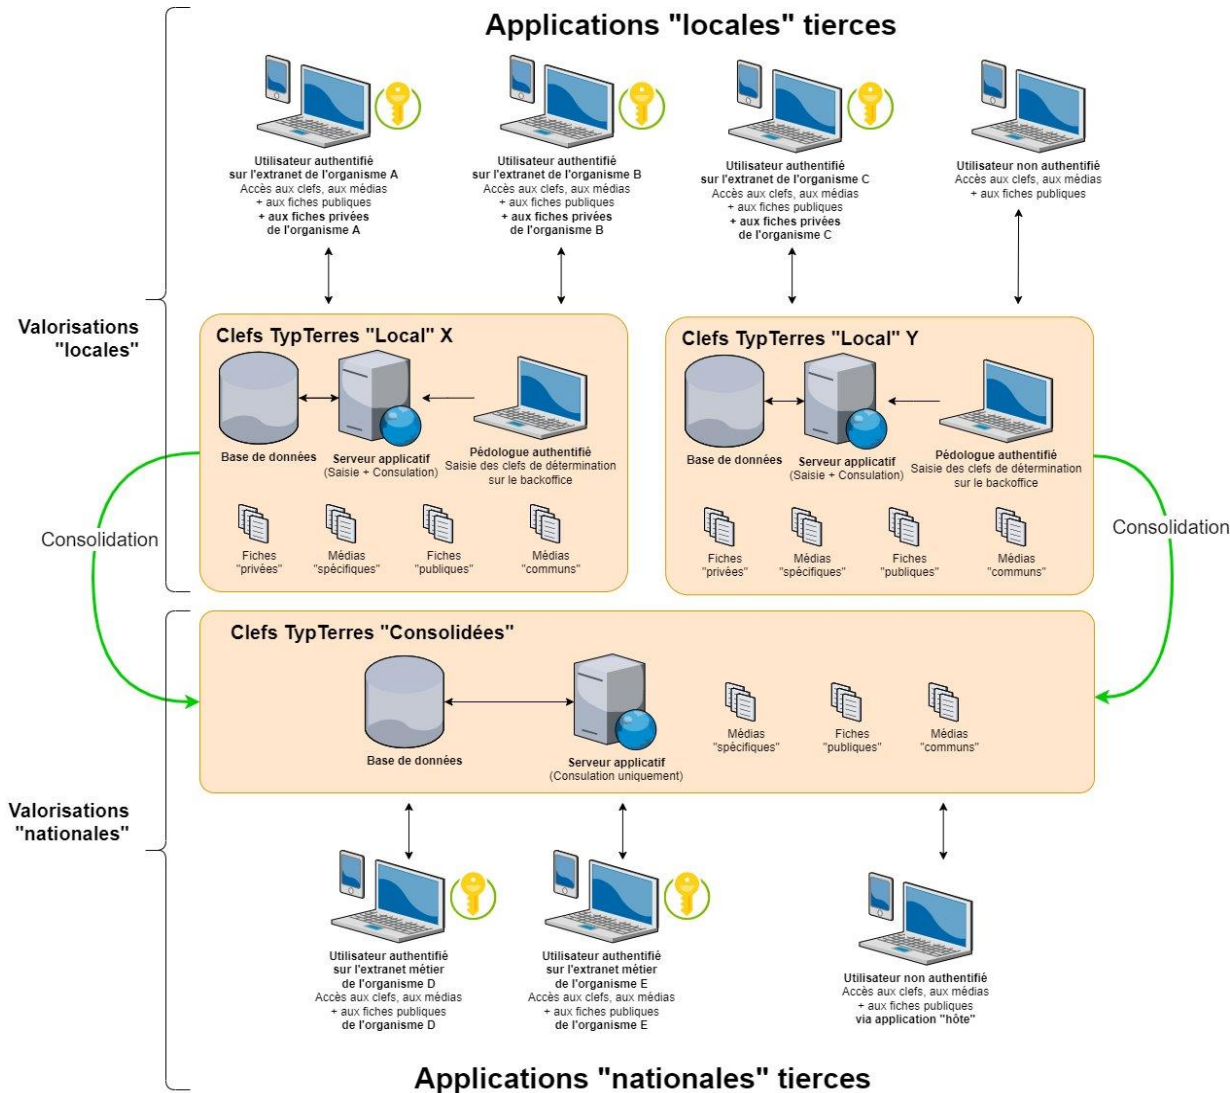 Applications "locales" tierces
Utilisateur authentifié
sur l'extranet de l'organisme A
Accès aux clefs, aux médias
+ aux fiches publiques
+ aux fiches privées
de l'organisme A
Utilisateur authentifié
sur l'extranet de l'organisme B
Accès aux clefs, aux médias
+ aux fiches publiques
+ aux fiches privées
de l'organisme B
Utilisateur authentifié
sur l'extranet de l'organisme C
Accès aux clefs, aux médias
+ aux fiches publiques
+ aux fiches privées
de l'organisme C
Utilisateur non authentifié
Accès aux clefs, aux médias
+ aux fiches publiques
Valorisations
"locales"
Clefs TypTerres "Local" X
Base de données
Serveur applicatif
(Saisie + Consulation)
Pédologue authentifié
Saisie des clefs de détermination
sur le backoffice
Fiches
"privées"
Médias
"spécifiques"
Fiches
"publiques"
Médias
"communs"
Clefs TypTerres "Local" Y
Base de données
Serveur applicatif
(Saisie + Consulation)
Pédologue authentifié
Saisie des clefs de détermination
sur le backoffice
Fiches
"privées"
Médias
"spécifiques"
Fiches
"publiques"
Médias
"communs"
Consolidation
Consolidation
Clefs TypTerres "Consolidées"
Base de données
Serveur applicatif
(Consulation uniquement)
Médias
"spécifiques"
Fiches
"publiques"
Médias
"communs"
Valorisations
"nationales"
Utilisateur authentifié
sur l'extranet métier
de l'organisme D
Accès aux clefs, aux médias
+ aux fiches publiques
de l'organisme D
Utilisateur authentifié
sur l'extranet métier
de l'organisme E
Accès aux clefs, aux médias
+ aux fiches publiques
de l'organisme E
Utilisateur non authentifié
Accès aux clefs, aux médias
+ aux fiches publiques
via application "hôte"
Applications "nationales" tierces